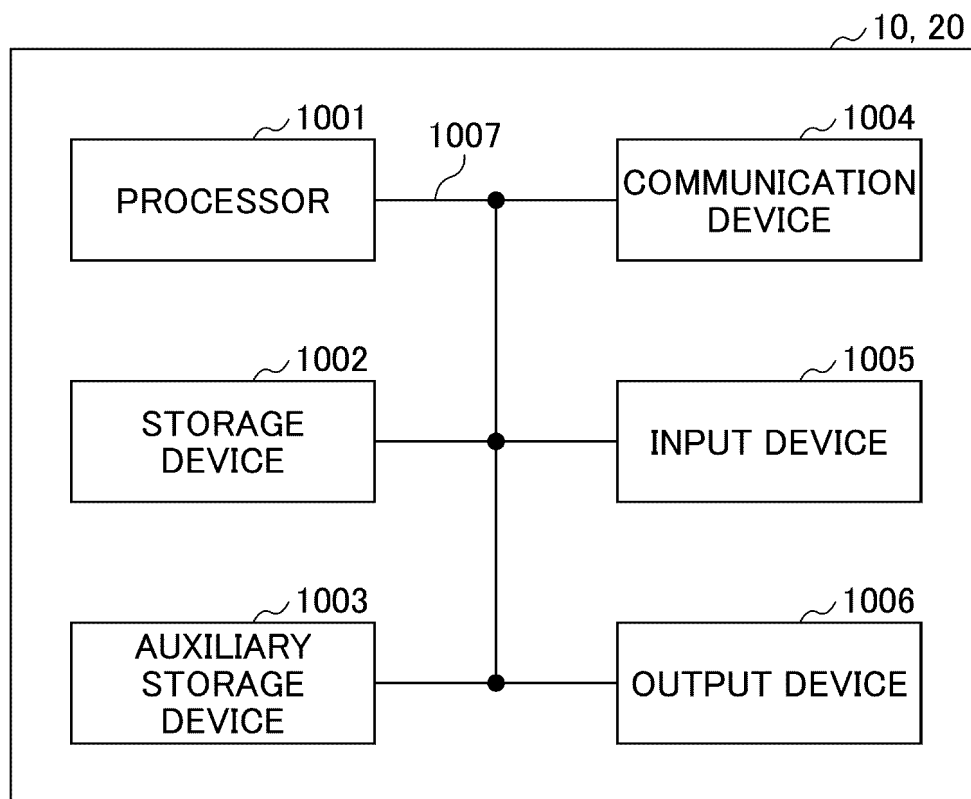 10, 20
1001
1007
1004
PROCESSOR
COMMUNICATION
DEVICE
1002
1005
STORAGE
DEVICE
INPUT DEVICE
1003
1006
AUXILIARY
STORAGE
DEVICE
OUTPUT DEVICE